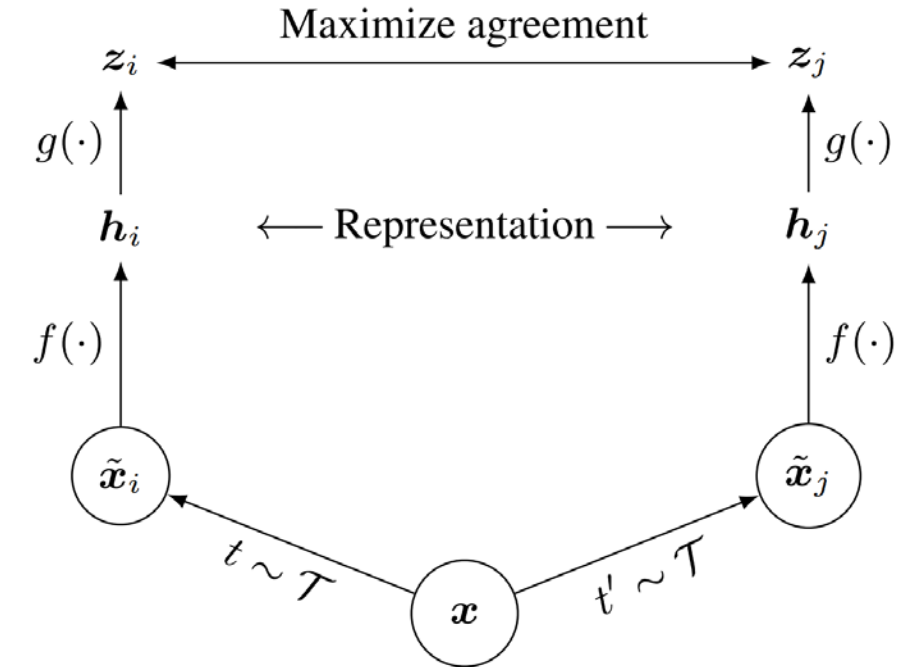 Maximize agreement
z_i z_j
g(·) g(·)
h_i ← Representation → h_j
f(·) f(·)
x̃_i x̃_j
t ~ 𝒯 t' ~ 𝒯
x